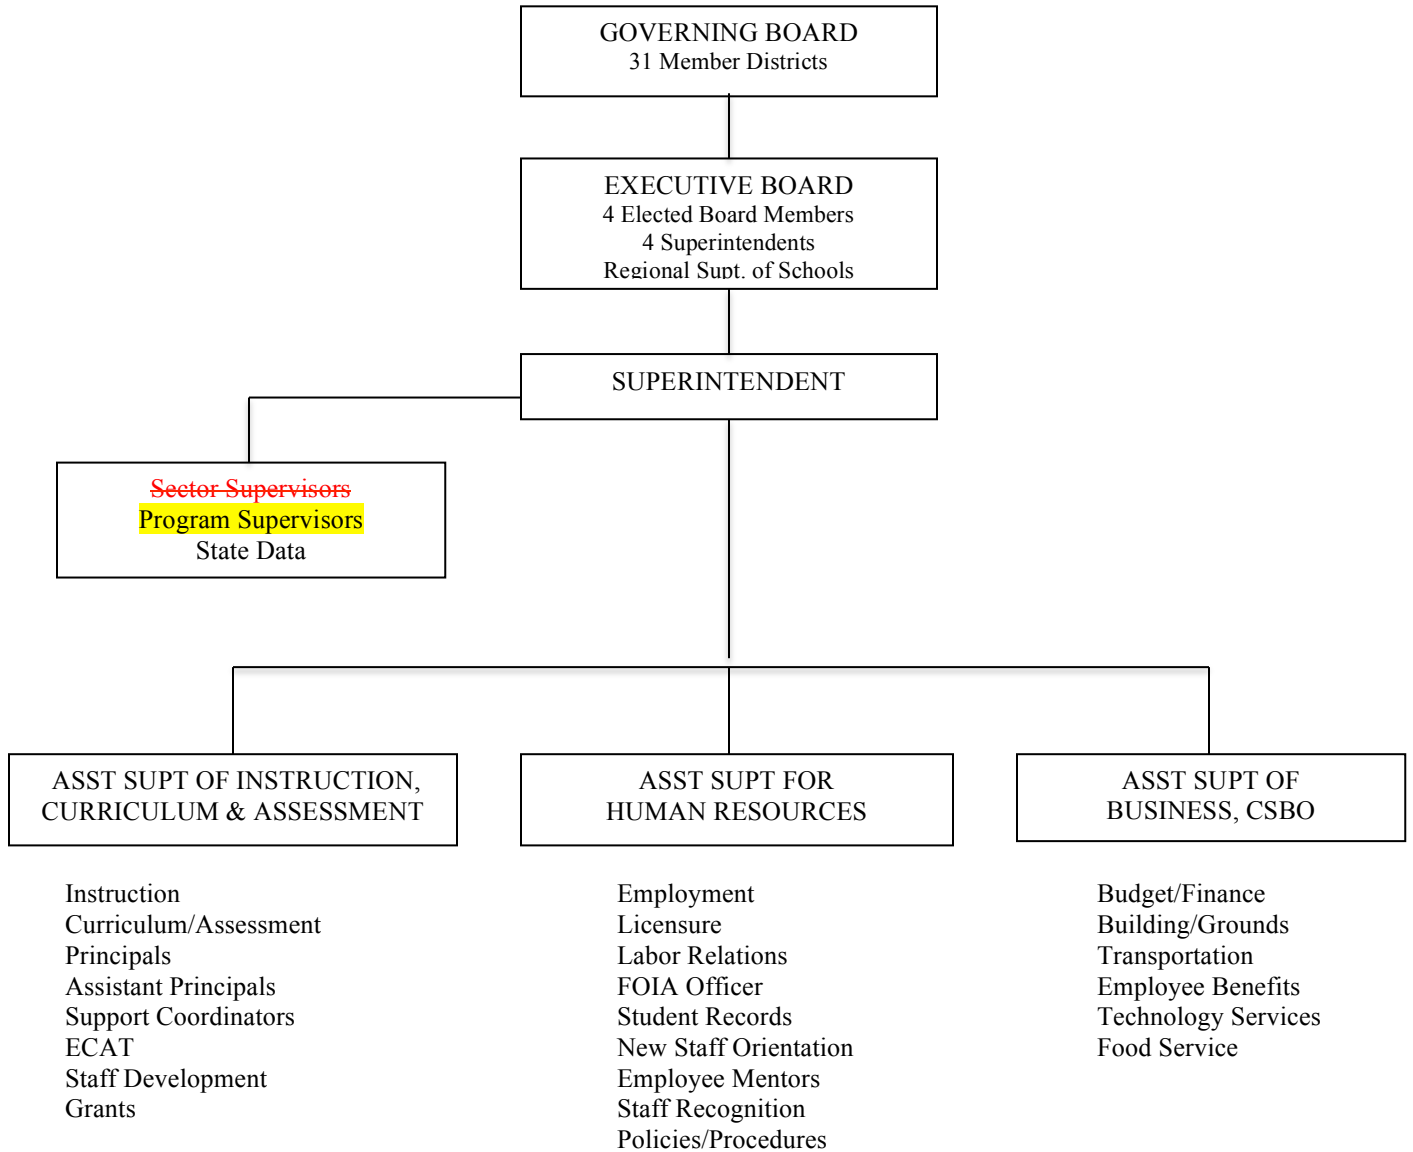 GOVERNING BOARD
31 Member Districts
EXECUTIVE BOARD
4 Elected Board Members
4 Superintendents
Regional Supt. of Schools
SUPERINTENDENT
Sector Supervisors
Program Supervisors
State Data
ASST SUPT OF INSTRUCTION,
CURRICULUM & ASSESSMENT
Instruction
Curriculum/Assessment
Principals
Assistant Principals
Support Coordinators
ECAT
Staff Development
Grants
ASST SUPT FOR
HUMAN RESOURCES
Employment
Licensure
Labor Relations
FOIA Officer
Student Records
New Staff Orientation
Employee Mentors
Staff Recognition
Policies/Procedures
ASST SUPT OF
BUSINESS, CSBO
Budget/Finance
Building/Grounds
Transportation
Employee Benefits
Technology Services
Food Service